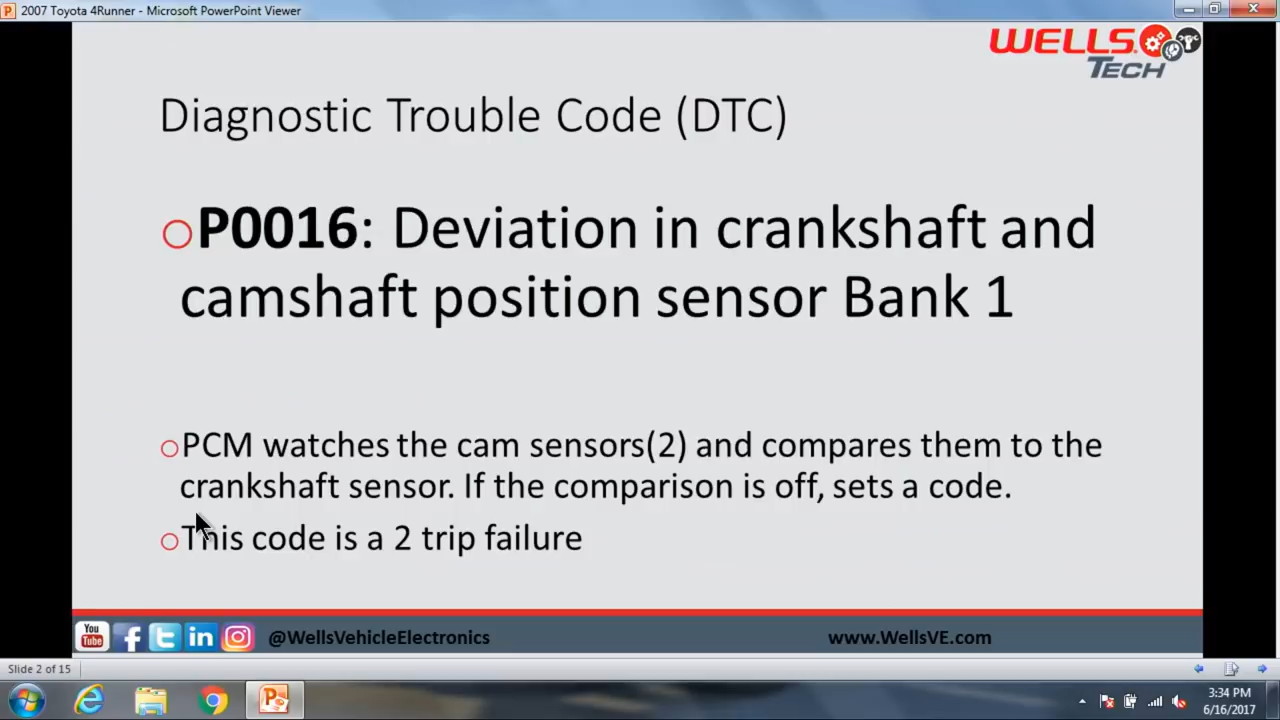 2007 Toyota 4Runner - Microsoft PowerPoint Viewer
WELLS
TECH
Diagnostic Trouble Code (DTC)
P0016: Deviation in crankshaft and
camshaft position sensor Bank 1
PCM watches the cam sensors(2) and compares them to the
crankshaft sensor. If the comparison is off, sets a code.
This code is a 2 trip failure
You
Tube
@WellsVehicleElectronics
www.WellsVE.com
Slide 2 of 15
3:34 PM
6/16/2017